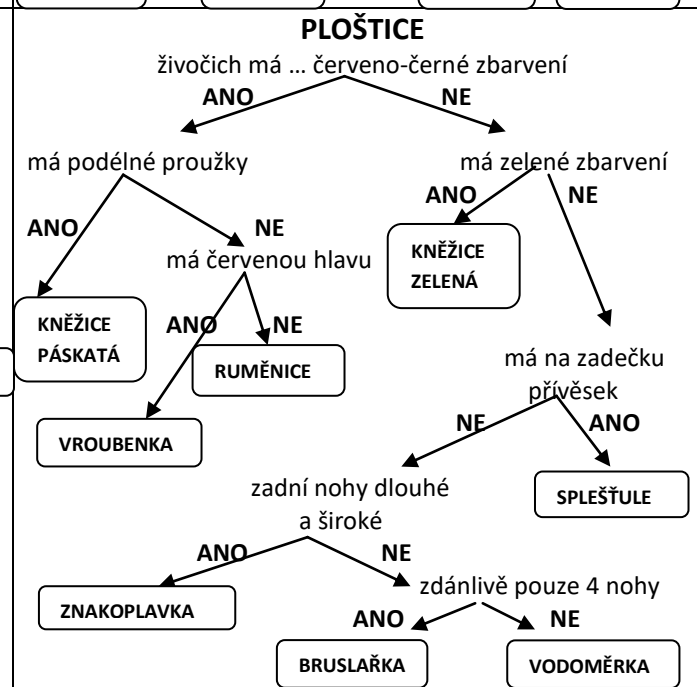 PLOŠTICE
živočich má ... červeno-černé zbarvení
ANO NE
má podélné proužky má zelené zbarvení
ANO NE ANO NE
KNĚŽICE
ZELENÁ
má červenou hlavu
KNĚŽICE
PÁSKATÁ
ANO NE
RUMĚNICE
má na zadečku
přívěsek
VROUBENKA
NE ANO
zadní nohy dlouhé
a široké
SPLEŠŤULE
ANO NE
ZNAKOPLAVKA
zdánlivě pouze 4 nohy
ANO NE
BRUSLAŘKA VODOMĚRKA